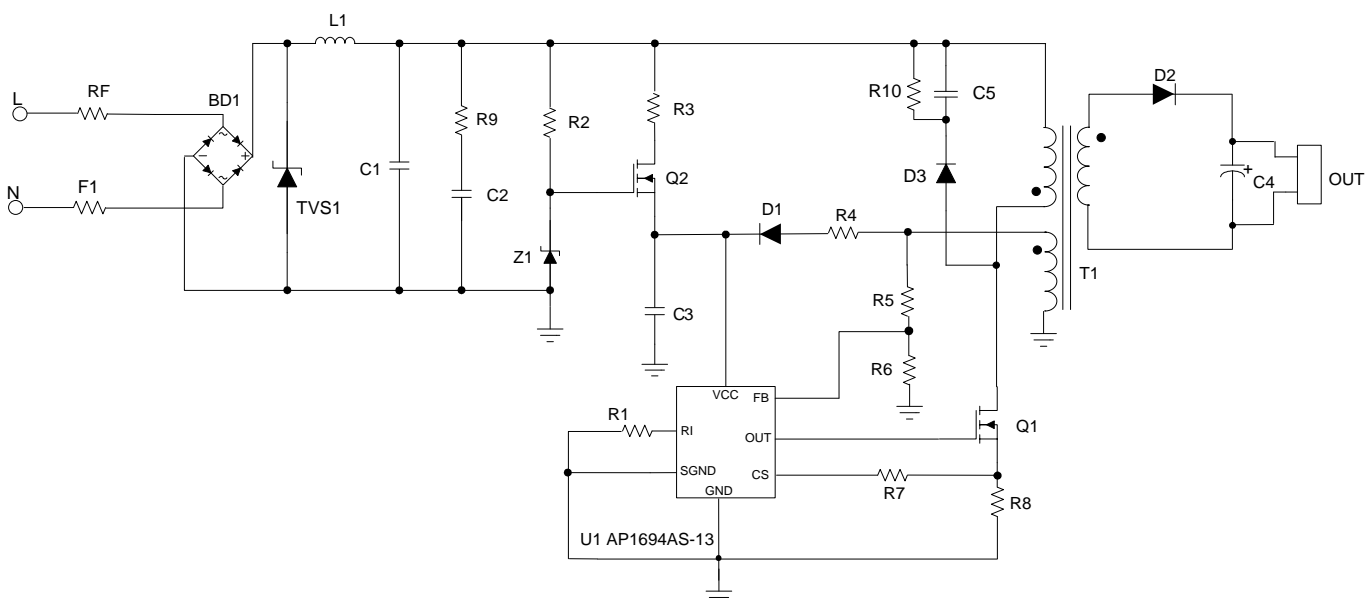 L1
L
RF
BD1
~
~
−
+
N
F1
TVS1
C1
R9
C2
R2
Z1
R3
Q2
C3
D1
R4
R10
C5
D3
R5
R6
T1
D2
+
C4
OUT
VCC
FB
R1
RI
OUT
Q1
SGND
CS
R7
GND
R8
U1 AP1694AS-13